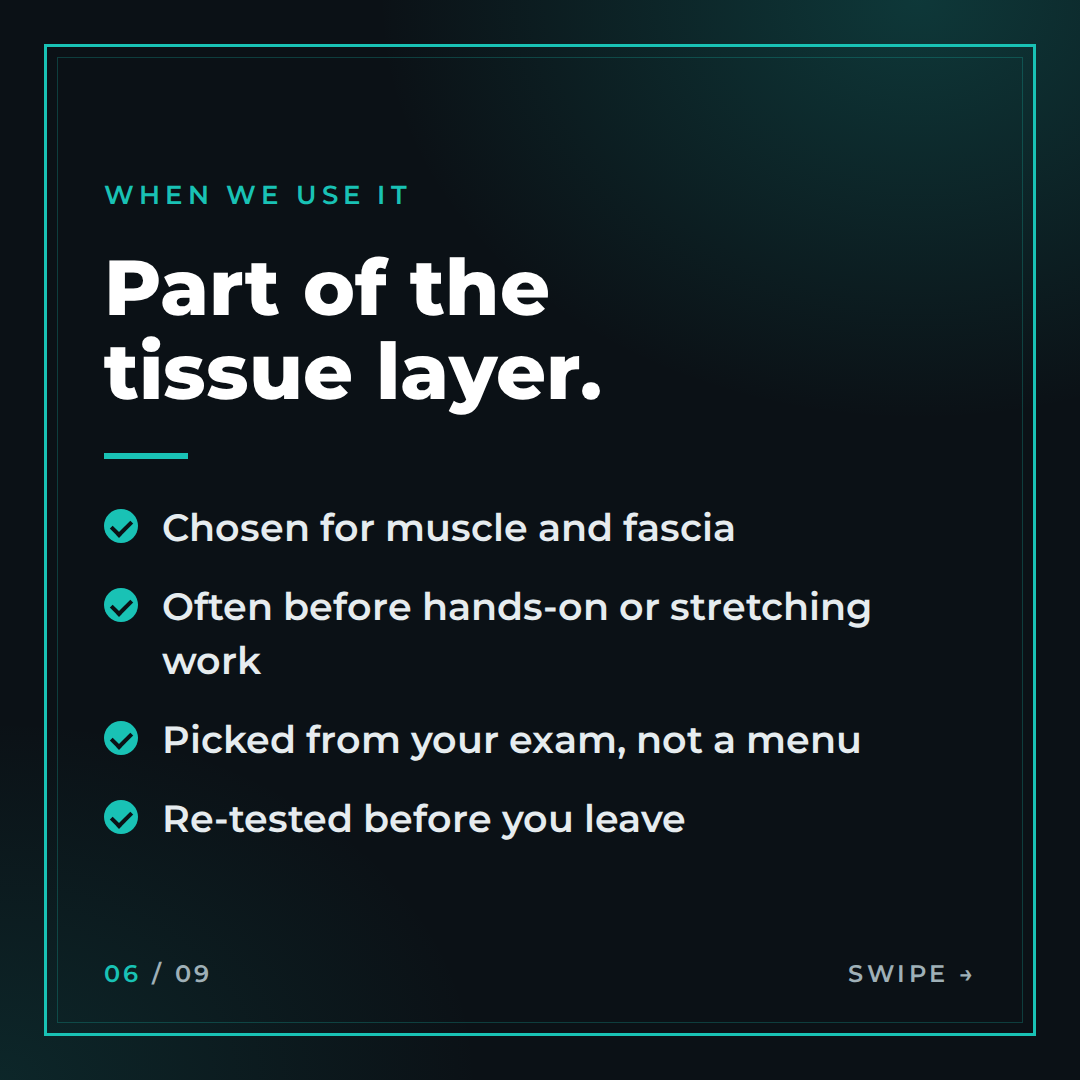 WHEN WE USE IT
Part of the
tissue layer.
Chosen for muscle and fascia
Often before hands-on or stretching
work
Picked from your exam, not a menu
Re-tested before you leave
06 / 09
SWIPE →